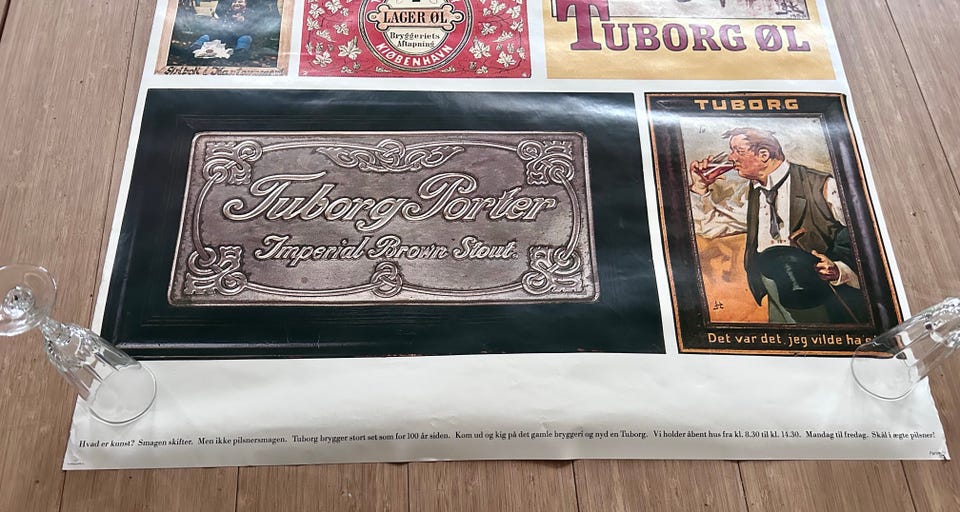 LAGER ØL
Bryggeriets
Aftapning
KIØBENHAVN
TUBORG ØL
Tuborg Porter
Imperial Brown Stout.
TUBORG
Det var det, jeg vilde ha'
Hvad er kunst? Smagen skifter. Men ikke pilsnersmagen. Tuborg brygger stort set som for 100 år siden. Kom ud og kig på det gamle bryggeri og nyd en Tuborg. Vi holder åbent hus fra kl. 8.30 til kl. 14.30. Mandag til fredag. Skål i ægte pilsner!